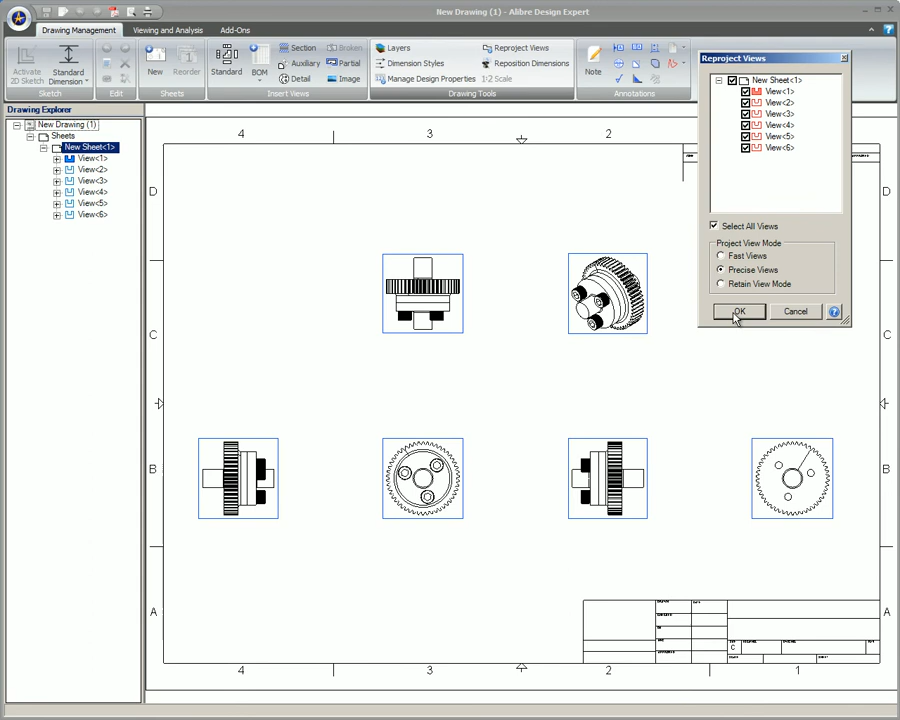 New Drawing (1) - Alibre Design Expert
Drawing Management
Viewing and Analysis
Add-Ons
Activate
2D Sketch
Standard
Dimension
Sketch
Edit
New
Reorder
Sheets
Standard
BOM
Section
Auxiliary
Detail
Broken
Partial
Image
Insert Views
Layers
Dimension Styles
Manage Design Properties
Reproject Views
Reposition Dimensions
1:2 Scale
Drawing Tools
Note
Annotations
Drawing Explorer
New Drawing (1)
Sheets
New Sheet<1>
View<1>
View<2>
View<3>
View<4>
View<5>
View<6>
Reproject Views
New Sheet<1>
View<1>
View<2>
View<3>
View<4>
View<5>
View<6>
Select All Views
Project View Mode
Fast Views
Precise Views
Retain View Mode
OK
Cancel
4
3
2
D
D
C
C
B
B
A
A
C
4
3
2
1